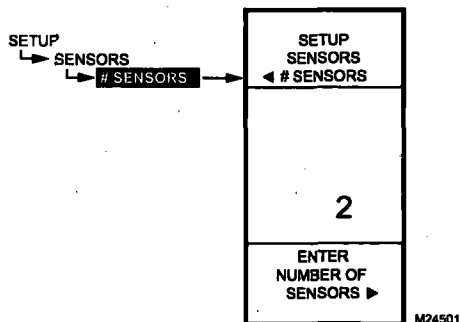 SETUP
SENSORS
# SENSORS
SETUP
SENSORS
◄ # SENSORS
2
ENTER
NUMBER OF
SENSORS ►
M24501